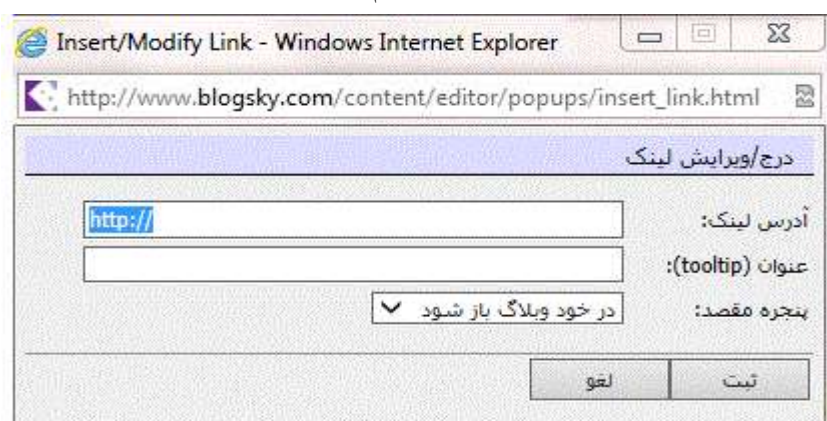 Insert/Modify Link - Windows Internet Explorer
http://www.blogsky.com/content/editor/popups/insert_link.html
درج/ویرایش لینک
آدرس لینک: http://
عنوان (tooltip):
پنجره مقصد: در خود وبلاگ باز شود
ثبت لغو